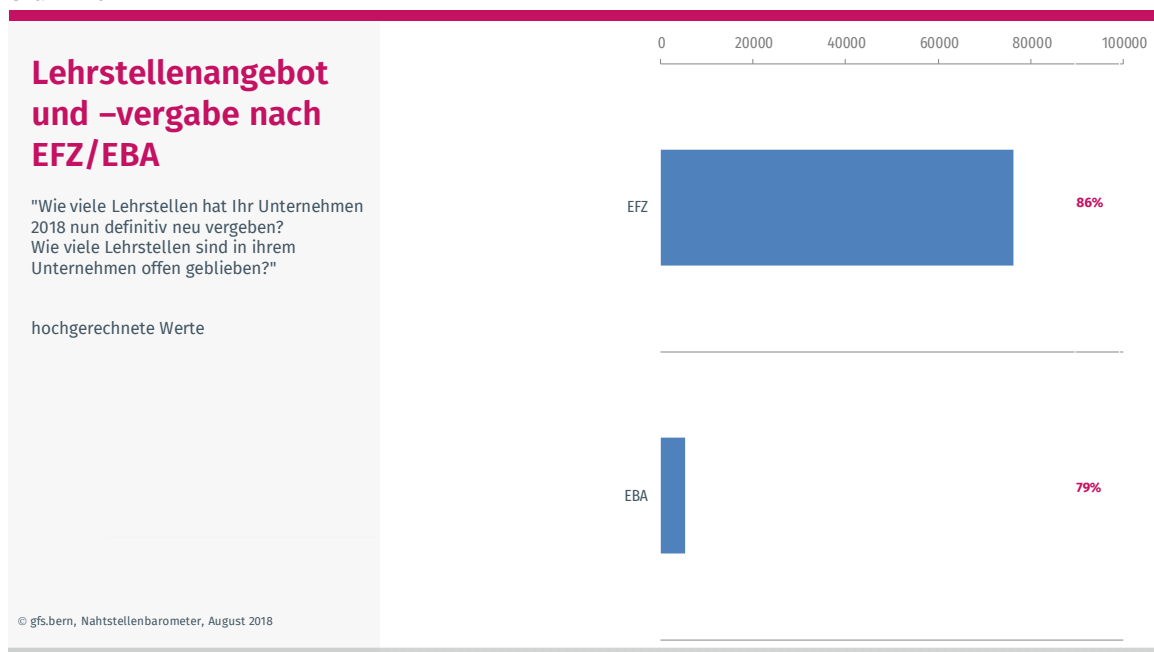 Lehrstellenangebot
und –vergabe nach
EFZ/EBA
"Wie viele Lehrstellen hat Ihr Unternehmen
2018 nun definitiv neu vergeben?
Wie viele Lehrstellen sind in ihrem
Unternehmen offen geblieben?"
hochgerechnete Werte
© gfs.bern, Nahtstellenbarometer, August 2018
0 20000 40000 60000 80000 100000
EFZ 86%
EBA 79%